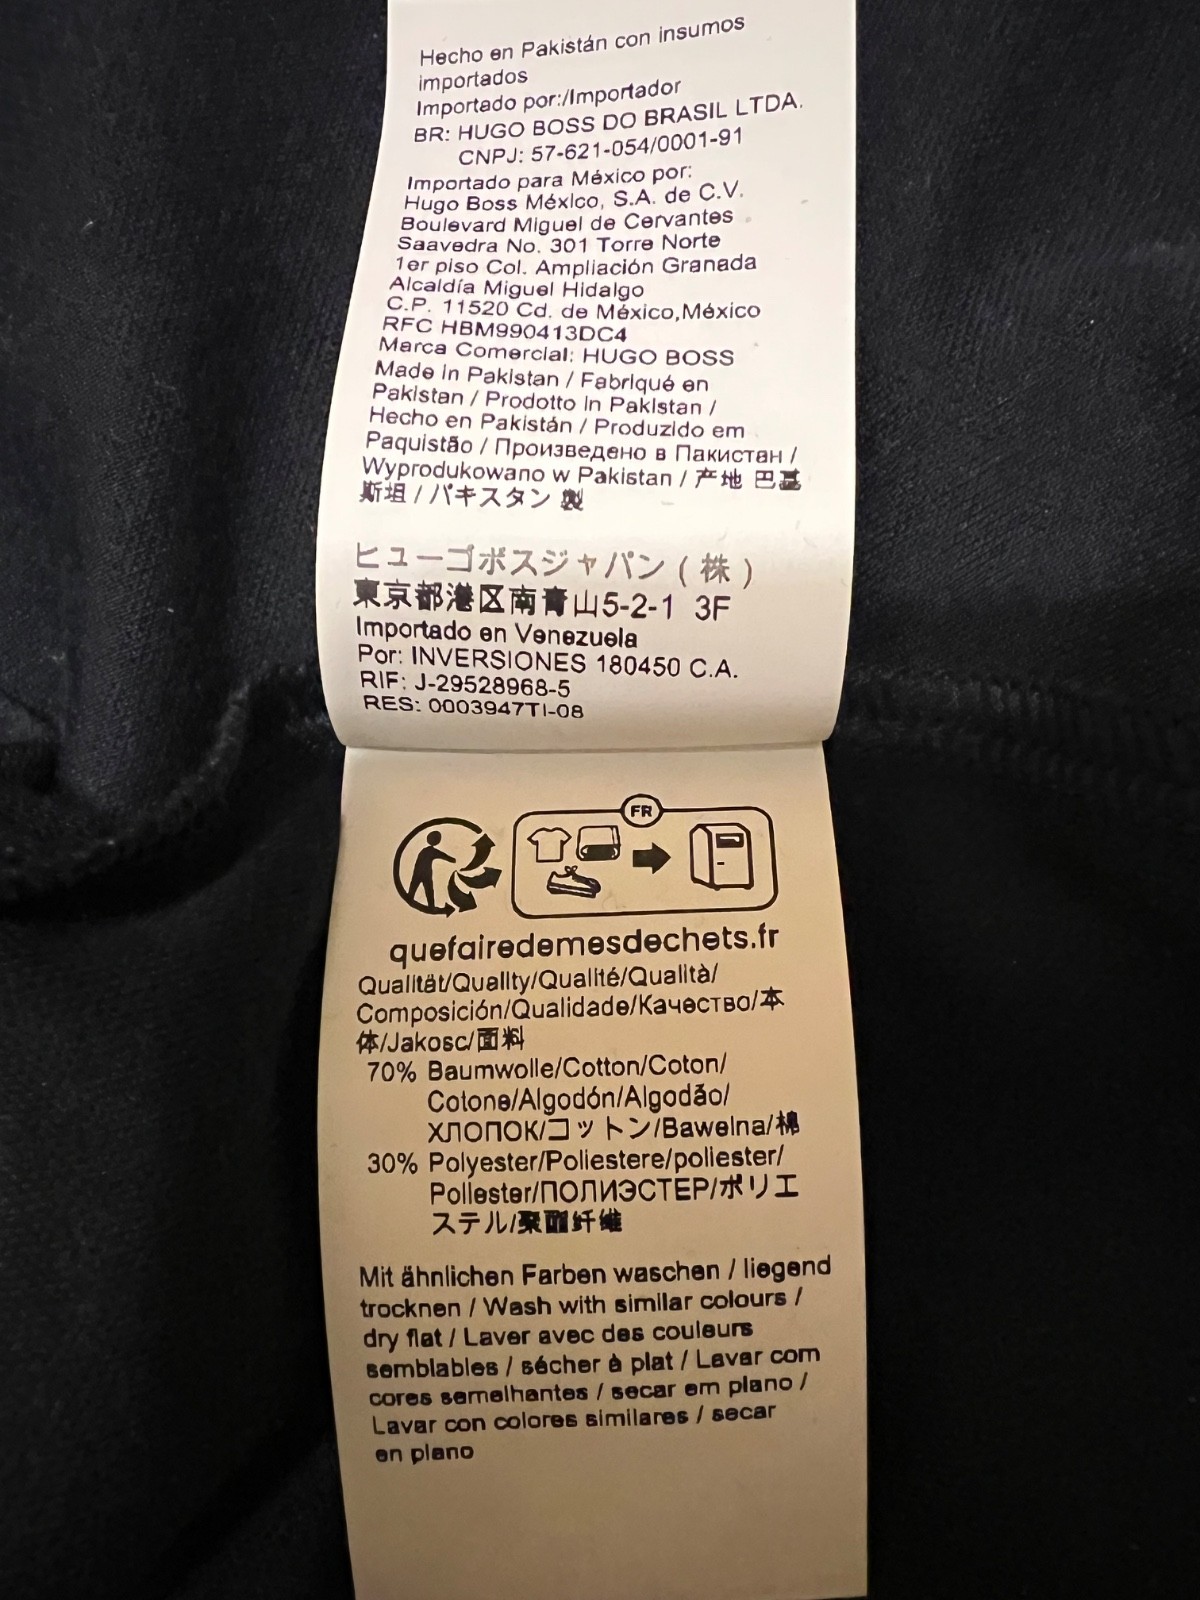 Hecho en Pakistán con insumos
importados
Importado por:/Importador
BR: HUGO BOSS DO BRASIL LTDA.
CNPJ: 57-621-054/0001-91
Importado para México por:
Hugo Boss México, S.A. de C.V.
Boulevard Miguel de Cervantes
Saavedra No. 301 Torre Norte
1er piso Col. Ampliación Granada
Alcaldía Miguel Hidalgo
C.P. 11520 Cd. de México,México
RFC HBM990413DC4
Marca Comercial: HUGO BOSS
Made in Pakistan / Fabriqué en
Pakistan / Prodotto in Pakistan /
Hecho en Pakistán / Produzido em
Paquistão / Произведено в Пакистан /
Wyprodukowano w Pakistan / 产地 巴基
斯坦 / パキスタン 製
ヒューゴボスジャパン ( 株 )
東京都港区南青山5-2-1 3F
Importado en Venezuela
Por: INVERSIONES 180450 C.A.
RIF: J-29528968-5
RES: 0003947TI-08
FR
quefairedemesdechets.fr
Qualität/Quality/Qualité/Qualità/
Composición/Qualidade/Качество/本
体/Jakosc/面料
70% Baumwolle/Cotton/Coton/
Cotone/Algodón/Algodão/
ХЛОПОК/コットン/Bawelna/棉
30% Polyester/Poliestere/poliester/
Poliester/ПОЛИЭСТЕР/ポリエ
ステル/聚酯纤维
Mit ähnlichen Farben waschen / liegend
trocknen / Wash with similar colours /
dry flat / Laver avec des couleurs
semblables / sécher à plat / Lavar com
cores semelhantes / secar em plano /
Lavar con colores similares / secar
en plano